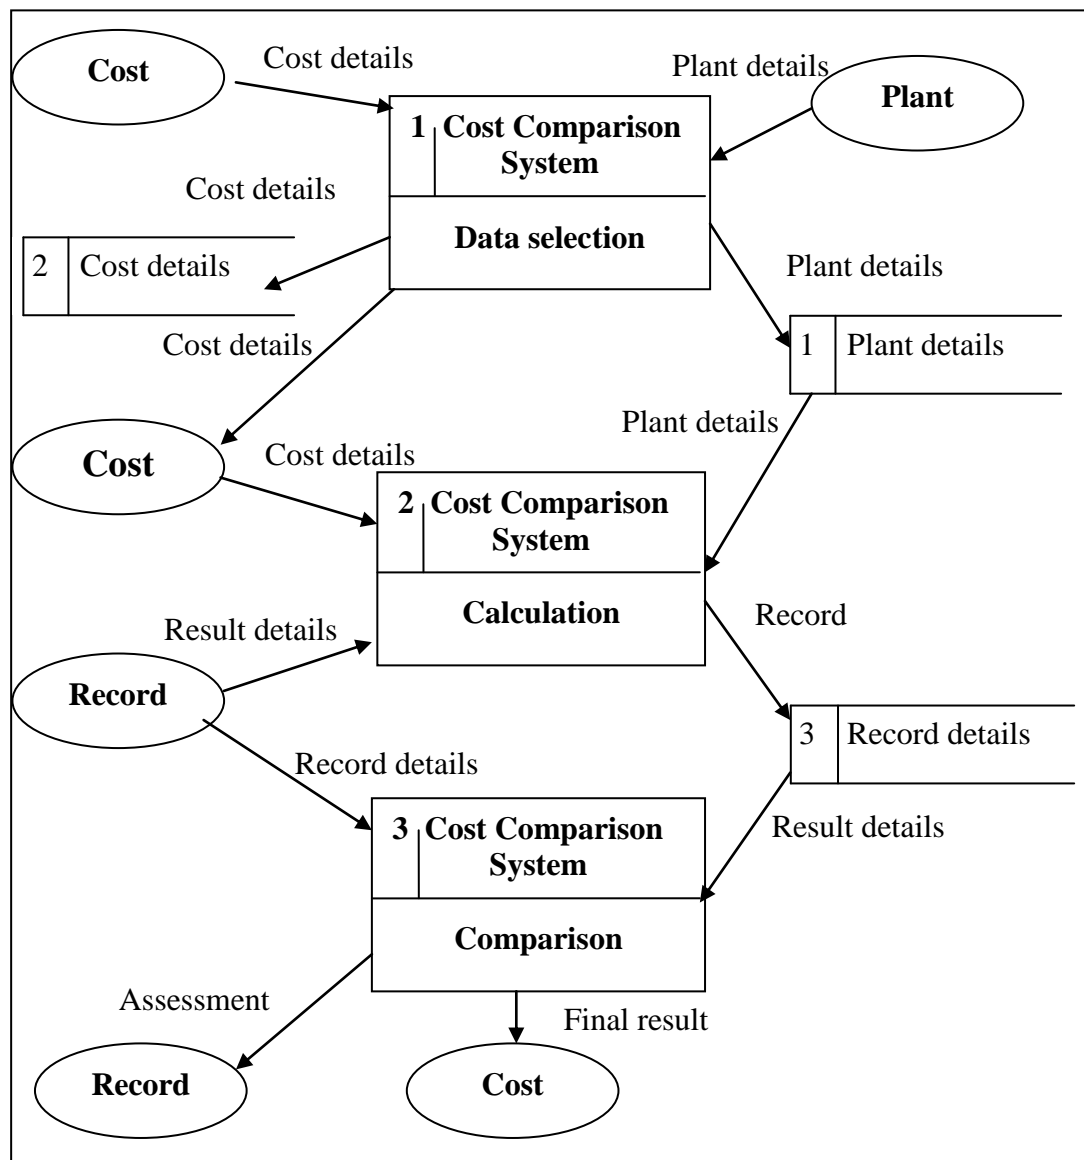 Cost
Cost details
Plant details
Plant
1 Cost Comparison
System
Data selection
Cost details
2 Cost details
Plant details
Cost details
1 Plant details
Plant details
Cost
Cost details
2 Cost Comparison
System
Calculation
Result details
Record
Record
3 Record details
Record details
Result details
3 Cost Comparison
System
Comparison
Assessment
Final result
Record
Cost